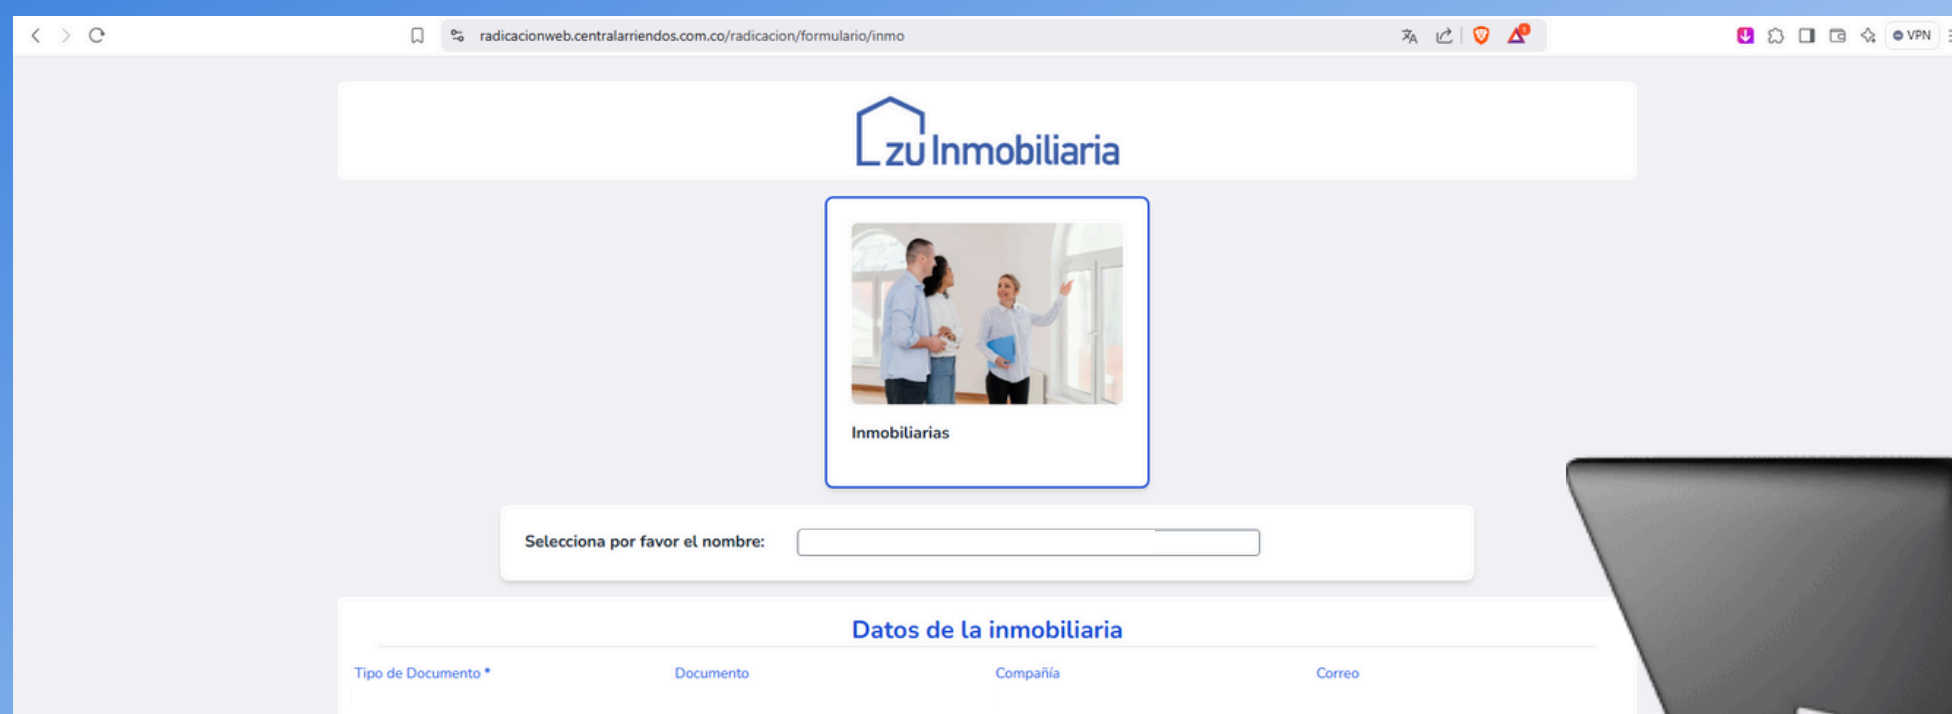 radicacionweb.centralarriendos.com.co/radicacion/formulario/inmo
VPN
zu Inmobiliaria
Inmobiliarias
Selecciona por favor el nombre:
Datos de la inmobiliaria
Tipo de Documento * Documento Compañía Correo